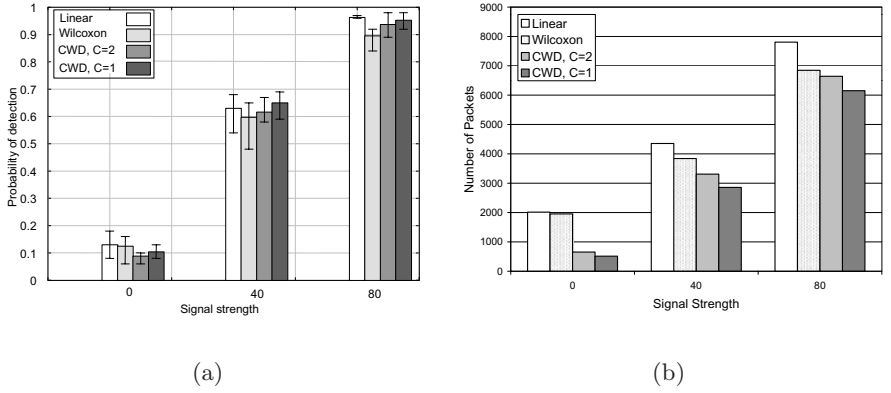 1
0.9
0.8
0.7
0.6
0.5
0.4
0.3
0.2
0.1
0
Probability of detection
Linear
Wilcoxon
CWD, C=2
CWD, C=1
0 40 80
Signal strength
(a)
9000
8000
7000
6000
5000
4000
3000
2000
1000
0
Number of Packets
Linear
Wilcoxon
CWD, C=2
CWD, C=1
0 40 80
Signal Strength
(b)